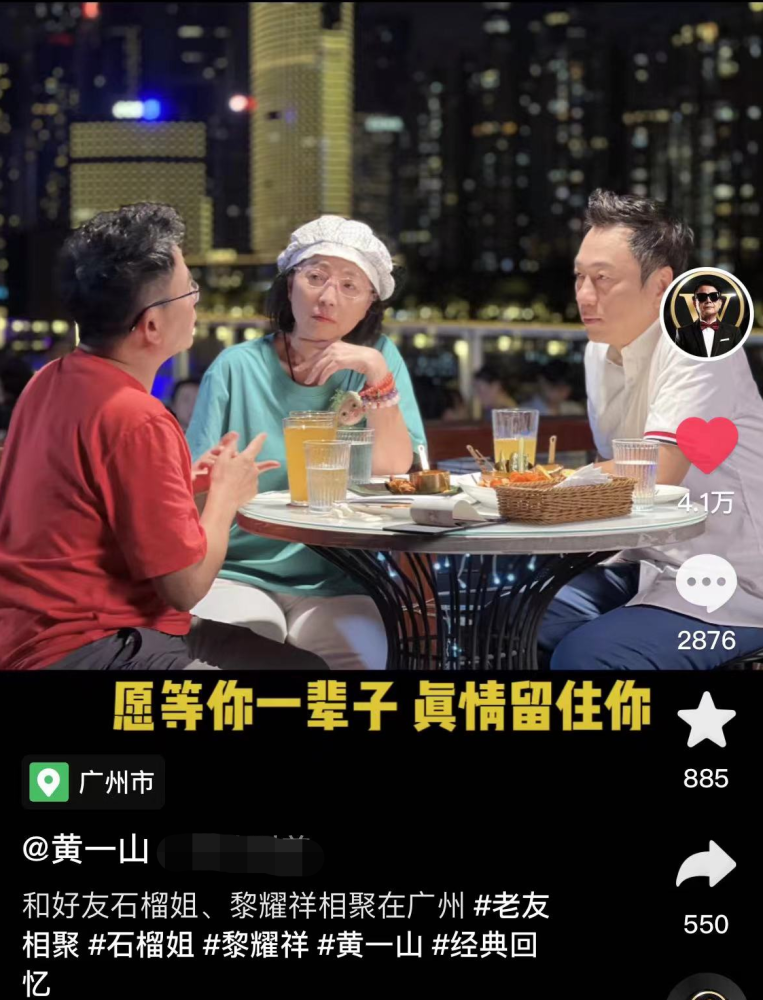 4.1万
2876
愿等你一辈子 真情留住你
885
广州市
@黄一山
550
和好友石榴姐、黎耀祥相聚在广州 #老友
相聚 #石榴姐 #黎耀祥 #黄一山 #经典回
忆